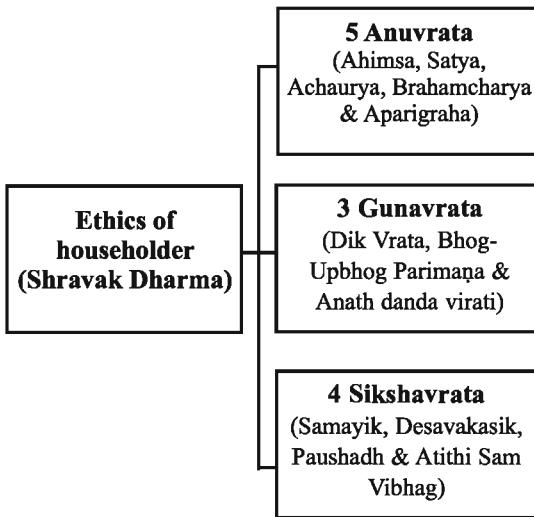 Ethics of
householder
(Shravak Dharma)
5 Anuvrata
(Ahimsa, Satya,
Achaurya, Brahamcharya
& Aparigraha)
3 Gunavrata
(Dik Vrata, Bhog-
Upbhog Parimaṇa &
Anath danda virati)
4 Sikshavrata
(Samayik, Desavakasik,
Paushadh & Atithi Sam
Vibhag)